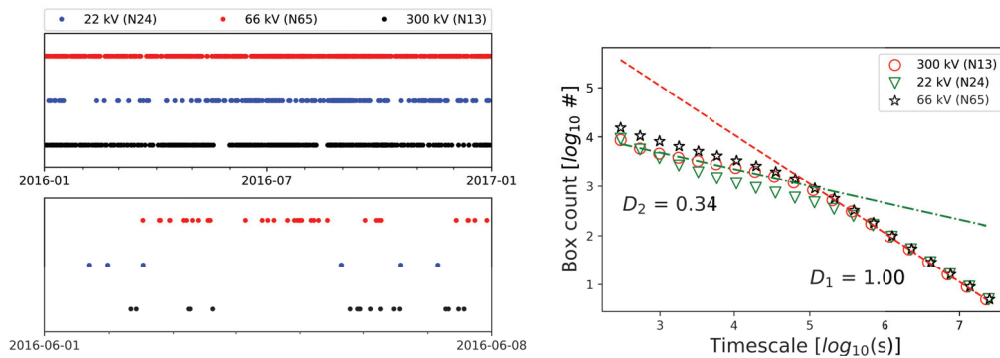 22 kV (N24) 66 kV (N65) 300 kV (N13)
2016-01 2016-07 2017-01
2016-06-01 2016-06-08
300 kV (N13)
22 kV (N24)
66 kV (N65)
Box count [log₁₀ #]
5
4
3
2
1
D₂ = 0.34
D₁ = 1.00
3 4 5 6 7
Timescale [log₁₀(s)]